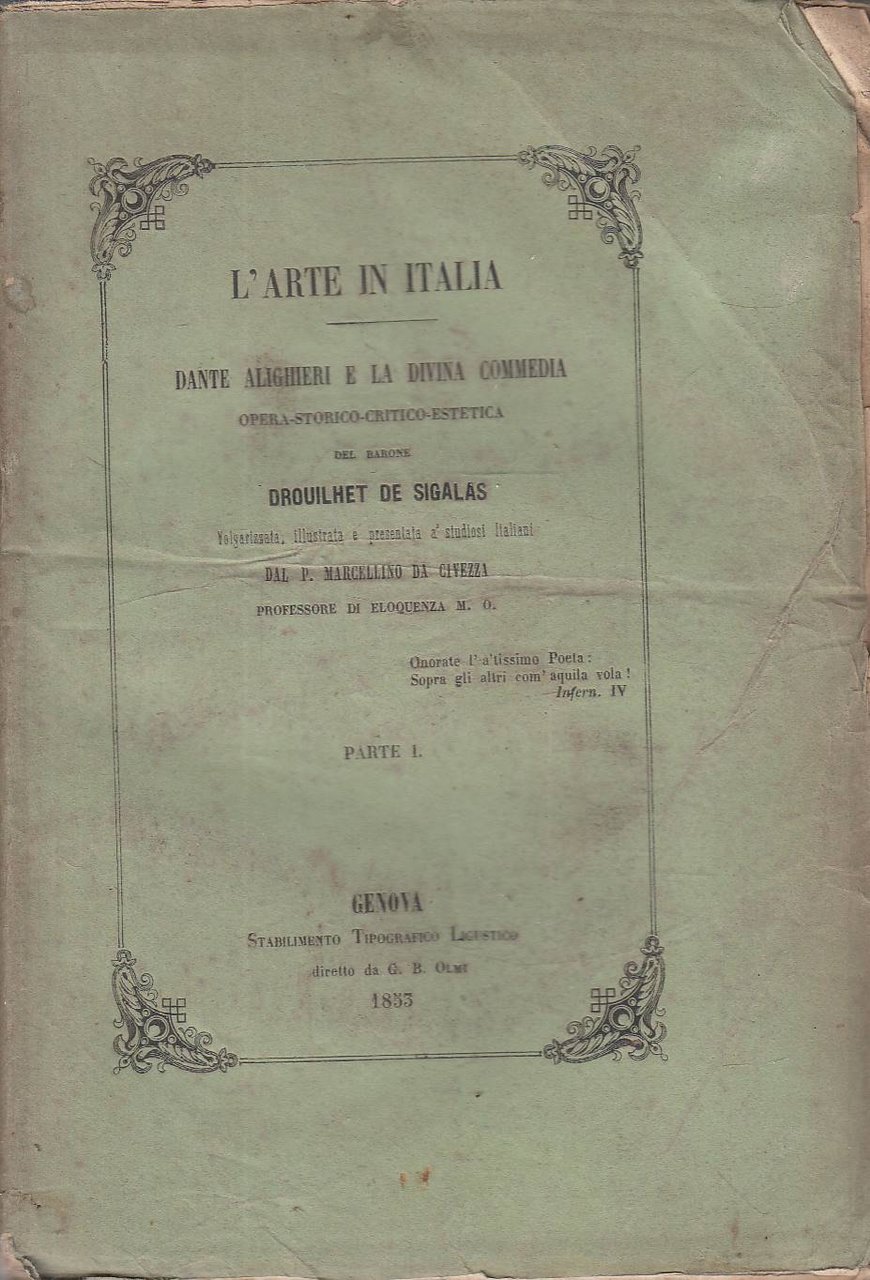 L'ARTE IN ITALIA
DANTE ALIGHIERI E LA DIVINA COMMEDIA
OPERA-STORICO-CRITICO-ESTETICA
DEL BARONE
DROUILHET DE SIGALAS
Volgarizzata, illustrata e presentata a' studiosi Italiani
DAL P. MARCELLINO DA CIVEZZA
PROFESSORE DI ELOQUENZA M. O.
Onorate l'a'tissimo Poeta:
Sopra gli altri com' aquila vola!
Infern. IV
PARTE I.
GENOVA
STABILIMENTO TIPOGRAFICO LIGUSTICO
diretto da G. B. OLMI
1853